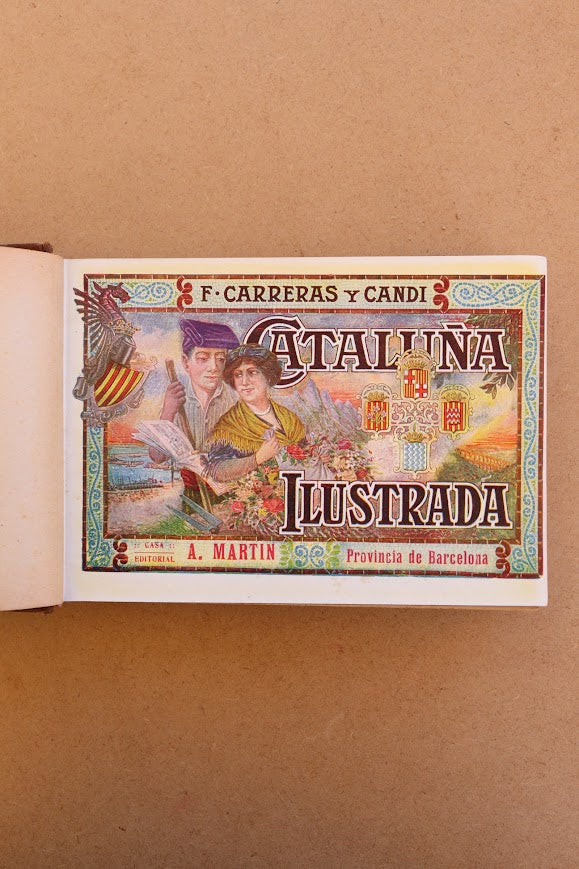 F. CARRERAS Y CANDI
CATALUÑA
ILUSTRADA
CASA
EDITORIAL
A. MARTIN
Provincia de Barcelona